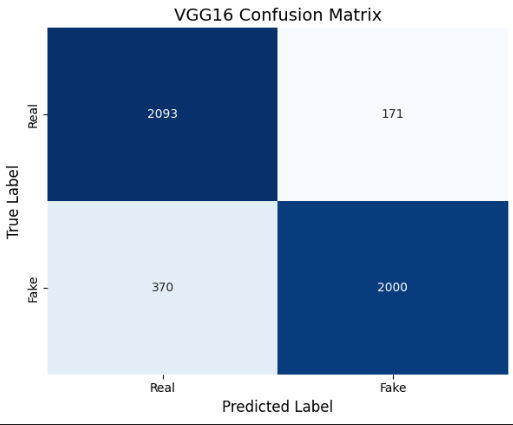 VGG16 Confusion Matrix
True Label
Real
2093
171
Fake
370
2000
Real
Fake
Predicted Label